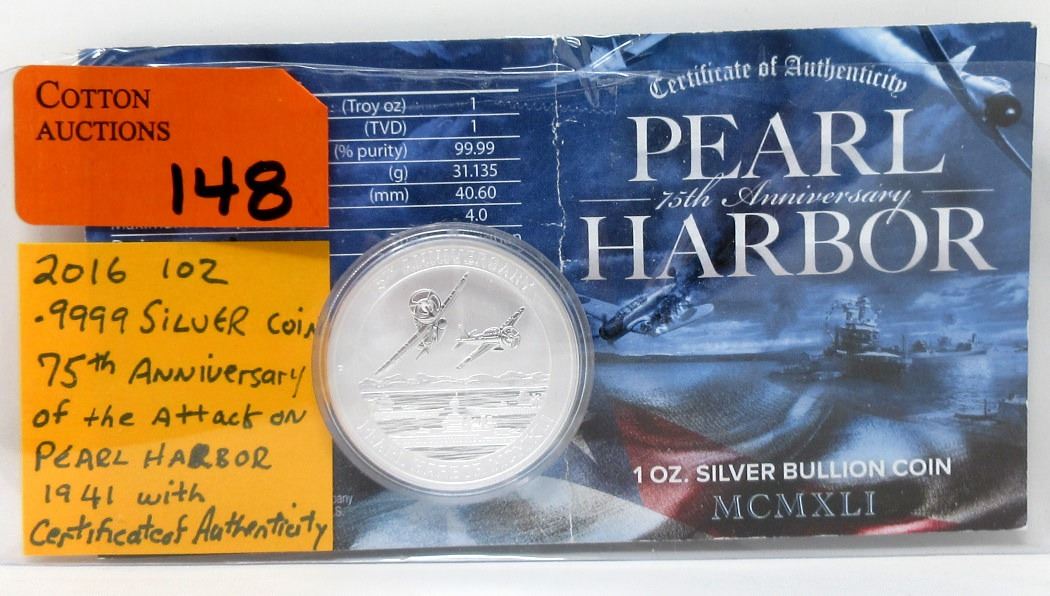 COTTON
AUCTIONS
148
2016 1oz
.9999 SILVER COIN
75th ANNIVERSARY
of the Attack on
PEARL HARBOR
1941 with
Certificate of Authenticity
(Troy oz) 1
(TVD) 1
(% purity) 99.99
(g) 31.135
(mm) 40.60
4.0
ANNIVERSARY
Certificate of Authenticity
PEARL
75th Anniversary
HARBOR
1 OZ. SILVER BULLION COIN
MCMXLI